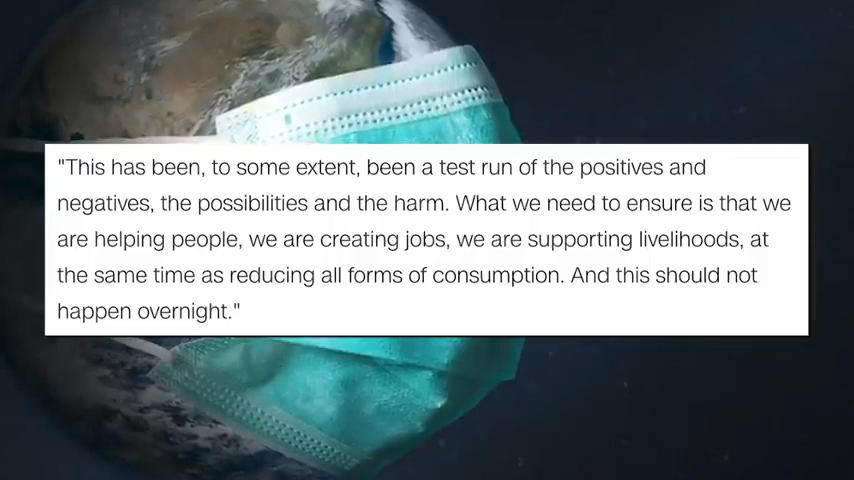 "This has been, to some extent, been a test run of the positives and
negatives, the possibilities and the harm. What we need to ensure is that we
are helping people, we are creating jobs, we are supporting livelihoods, at
the same time as reducing all forms of consumption. And this should not
happen overnight."